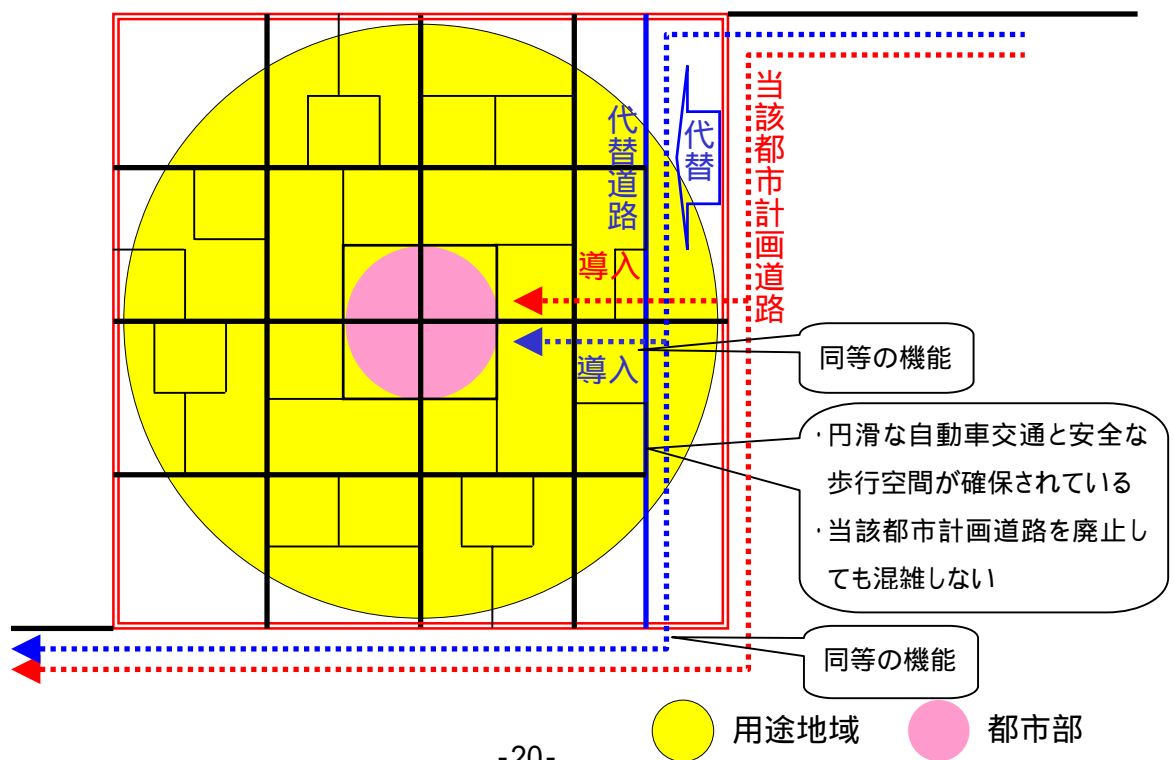 当該都市計画道路
代替道路
代替
導入
導入
同等の機能
・円滑な自動車交通と安全な
歩行空間が確保されている
・当該都市計画道路を廃止し
ても混雑しない
同等の機能
用途地域
都市部
-20-